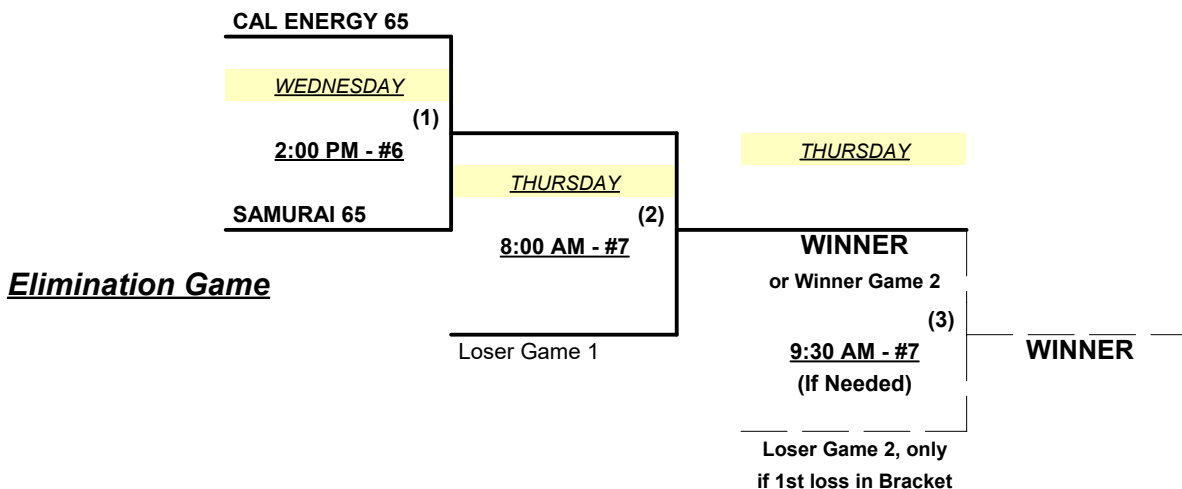 CAL ENERGY 65
WEDNESDAY
(1)
2:00 PM - #6
THURSDAY
THURSDAY
SAMURAI 65
(2)
8:00 AM - #7
WINNER
or Winner Game 2
Elimination Game
(3)
Loser Game 1
9:30 AM - #7
WINNER
(If Needed)
Loser Game 2, only
if 1st loss in Bracket